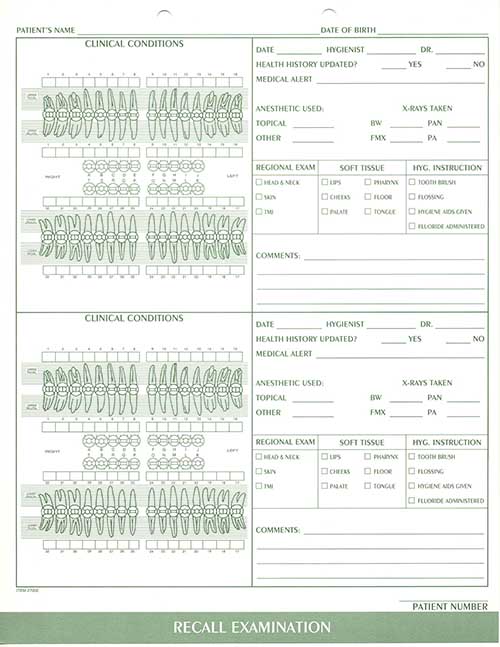 PATIENT'S NAME DATE OF BIRTH
CLINICAL CONDITIONS
1 2 3 4 5 6 7 8 9 10 11 12 13 14 15 16
RIGHT A B C D E F G H I J LEFT
T S R Q P O N M L K
32 31 30 29 28 27 26 25 24 23 22 21 20 19 18 17
DATE HYGIENIST DR.
HEALTH HISTORY UPDATED? YES NO
MEDICAL ALERT
ANESTHETIC USED: X-RAYS TAKEN
TOPICAL BW PAN
OTHER FMX PA
REGIONAL EXAM SOFT TISSUE HYG. INSTRUCTION
HEAD & NECK LIPS PHARYNX TOOTH BRUSH
SKIN CHEEKS FLOOR FLOSSING
TMJ PALATE TONGUE HYGIENE AIDS GIVEN
FLUORIDE ADMINISTERED
COMMENTS:
CLINICAL CONDITIONS
1 2 3 4 5 6 7 8 9 10 11 12 13 14 15 16
RIGHT A B C D E F G H I J LEFT
T S R Q P O N M L K
32 31 30 29 28 27 26 25 24 23 22 21 20 19 18 17
DATE HYGIENIST DR.
HEALTH HISTORY UPDATED? YES NO
MEDICAL ALERT
ANESTHETIC USED: X-RAYS TAKEN
TOPICAL BW PAN
OTHER FMX PA
REGIONAL EXAM SOFT TISSUE HYG. INSTRUCTION
HEAD & NECK LIPS PHARYNX TOOTH BRUSH
SKIN CHEEKS FLOOR FLOSSING
TMJ PALATE TONGUE HYGIENE AIDS GIVEN
FLUORIDE ADMINISTERED
COMMENTS:
ITEM
PATIENT NUMBER
RECALL EXAMINATION